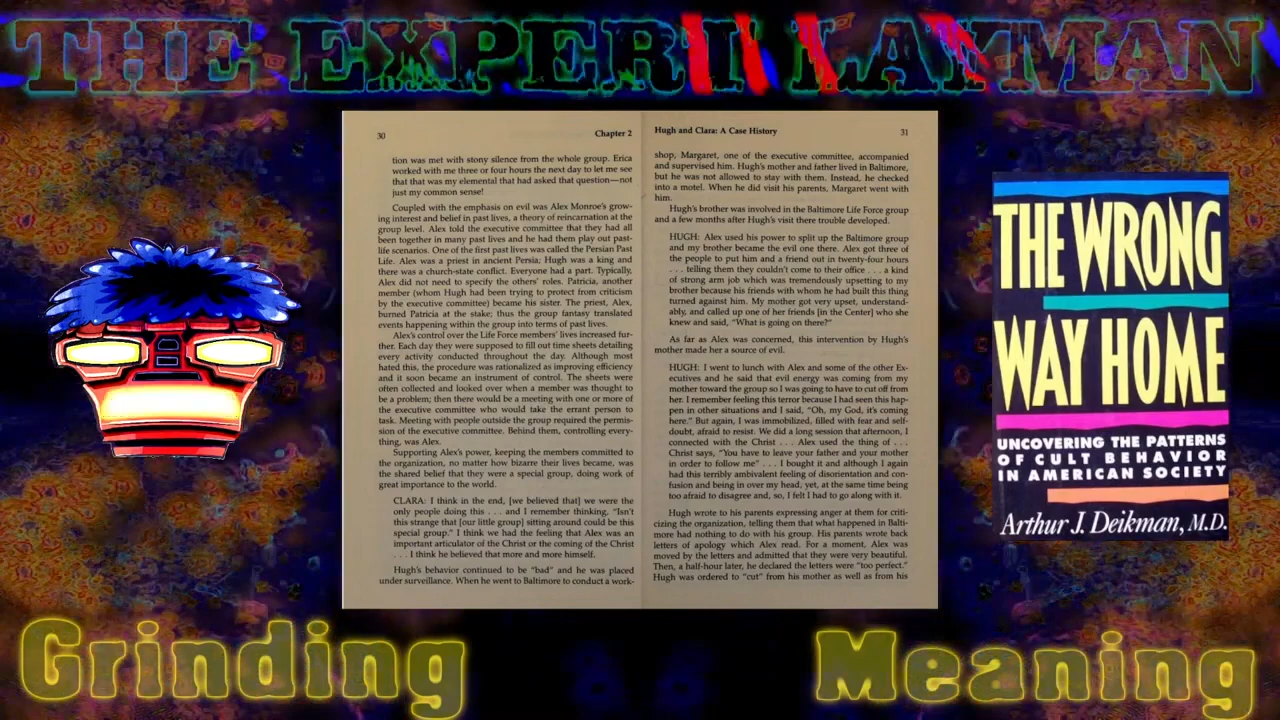 THE EXPERT LAYMAN
30
Chapter 2
tion was met with stony silence from the whole group. Erica
worked with me three or four hours the next day to let me see
that that was my elemental that had asked that question—not
just my common sense!
Coupled with the emphasis on evil was Alex Monroe's grow-
ing interest and belief in past lives, a theory of reincarnation at the
group level. Alex told the executive committee that they had all
been together in many past lives and he had them play out past-
life scenarios. One of the first past lives was called the Persian Past
Life. Alex was a priest in ancient Persia; Hugh was a king and
there was a church-state conflict. Everyone had a part. Typically,
Alex did not need to specify the others' roles. Patricia, another
member (whom Hugh had been trying to protect from criticism
by the executive committee) became his sister. The priest, Alex,
burned Patricia at the stake; thus the group fantasy translated
events happening within the group into terms of past lives.
Alex's control over the Life Force members' lives increased fur-
ther. Each day they were supposed to fill out time sheets detailing
every activity conducted throughout the day. Although most
hated this, the procedure was rationalized as improving efficiency
and it soon became an instrument of control. The sheets were
often collected and looked over when a member was thought to
be a problem; then there would be a meeting with one or more of
the executive committee who would take the errant person to
task. Meeting with people outside the group required the permis-
sion of the executive committee. Behind them, controlling every-
thing, was Alex.
Supporting Alex's power, keeping the members committed to
the organization, no matter how bizarre their lives became, was
the shared belief that they were a special group, doing work of
great importance to the world.
CLARA: I think in the end, [we believed that] we were the
only people doing this . . . and I remember thinking, "Isn't
this strange that [our little group] sitting around could be this
special group." I think we had the feeling that Alex was an
important articulator of the Christ or the coming of the Christ
. . . I think he believed that more and more himself.
Hugh's behavior continued to be "bad" and he was placed
under surveillance. When he went to Baltimore to conduct a work-
Hugh and Clara: A Case History
31
shop, Margaret, one of the executive committee, accompanied
and supervised him. Hugh's mother and father lived in Baltimore,
but he was not allowed to stay with them. Instead, he checked
into a motel. When he did visit his parents, Margaret went with
him.
Hugh's brother was involved in the Baltimore Life Force group
and a few months after Hugh's visit there trouble developed.
HUGH: Alex used his power to split up the Baltimore group
and my brother became the evil one there. Alex got three of
the people to put him and a friend out in twenty-four hours
. . . telling them they couldn't come to their office . . . a kind
of strong arm job which was tremendously upsetting to my
brother because his friends with whom he had built this thing
turned against him. My mother got very upset, understand-
ably, and called up one of her friends [in the Center] who she
knew and said, "What is going on there?"
As far as Alex was concerned, this intervention by Hugh's
mother made her a source of evil.
HUGH: I went to lunch with Alex and some of the other Ex-
ecutives and he said that evil energy was coming from my
mother toward the group so I was going to have to cut off from
her. I remember feeling this terror because I had seen this hap-
pen in other situations and I said, "Oh, my God, it's coming
here." But again, I was immobilized, filled with fear and self-
doubt, afraid to resist. We did a long session that afternoon, I
connected with the Christ . . . Alex used the thing of . . .
Christ says, "You have to leave your father and your mother
in order to follow me" . . . I bought it and although I again
had this terribly ambivalent feeling of disorientation and con-
fusion and being in over my head, yet, at the same time being
too afraid to disagree and, so, I felt I had to go along with it.
Hugh wrote to his parents expressing anger at them for criti-
cizing the organization, telling them that what happened in Balti-
more had nothing to do with his group. His parents wrote back
letters of apology which Alex read. For a moment, Alex was
moved by the letters and admitted that they were very beautiful.
Then, a half-hour later, he declared the letters were "too perfect."
Hugh was ordered to "cut" from his mother as well as from his
THE WRONG
WAY HOME
UNCOVERING THE PATTERNS
OF CULT BEHAVIOR
IN AMERICAN SOCIETY
Arthur J. Deikman, M.D.
Grinding
Meaning